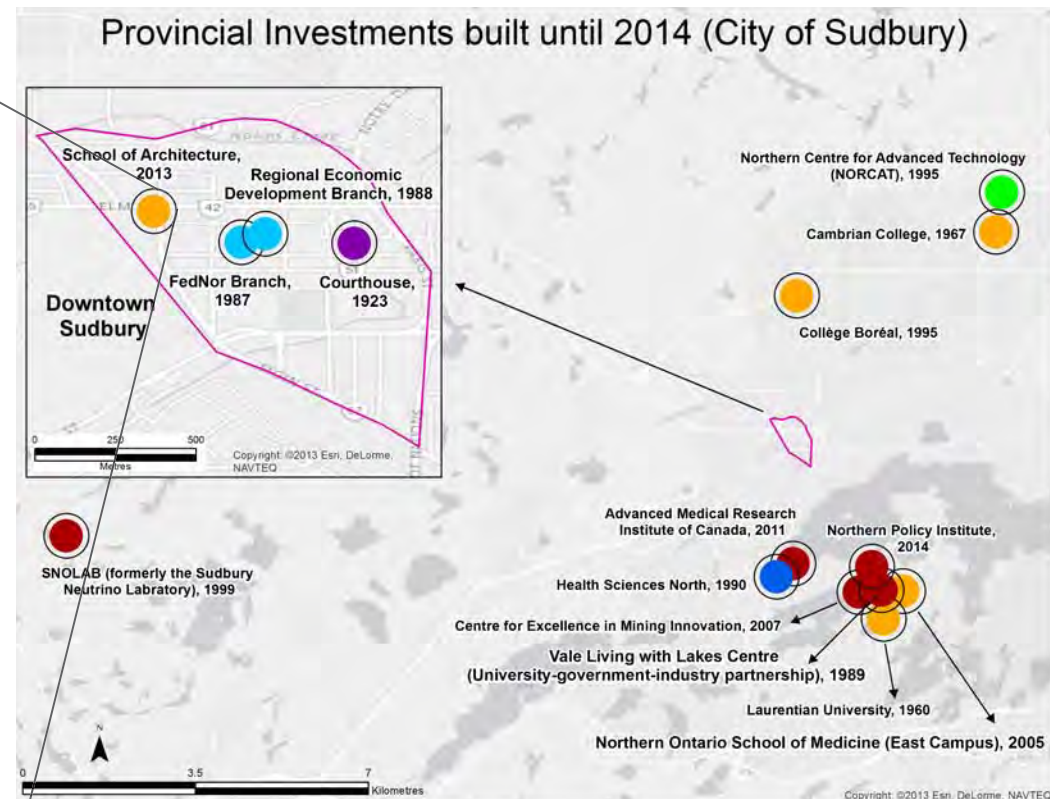 Provincial Investments built until 2014 (City of Sudbury)
School of Architecture,
2013
Regional Economic
Development Branch, 1988
42
FedNor Branch,
1987
Courthouse,
1923
Downtown
Sudbury
0 250 500
Metres
Copyright: ©2013 Esri, DeLorme,
NAVTEQ
Northern Centre for Advanced Technology
(NORCAT), 1995
Cambrian College, 1967
Collège Boréal, 1995
SNOLAB (formerly the Sudbury
Neutrino Labratory), 1999
Advanced Medical Research
Institute of Canada, 2011
Northern Policy Institute,
2014
Health Sciences North, 1990
Centre for Excellence in Mining Innovation, 2007
Vale Living with Lakes Centre
(University-government-industry partnership), 1989
Laurentian University, 1960
Northern Ontario School of Medicine (East Campus), 2005
N
0 3.5 7
Kilometres
Copyright: ©2013 Esri, DeLorme, NAVTEQ